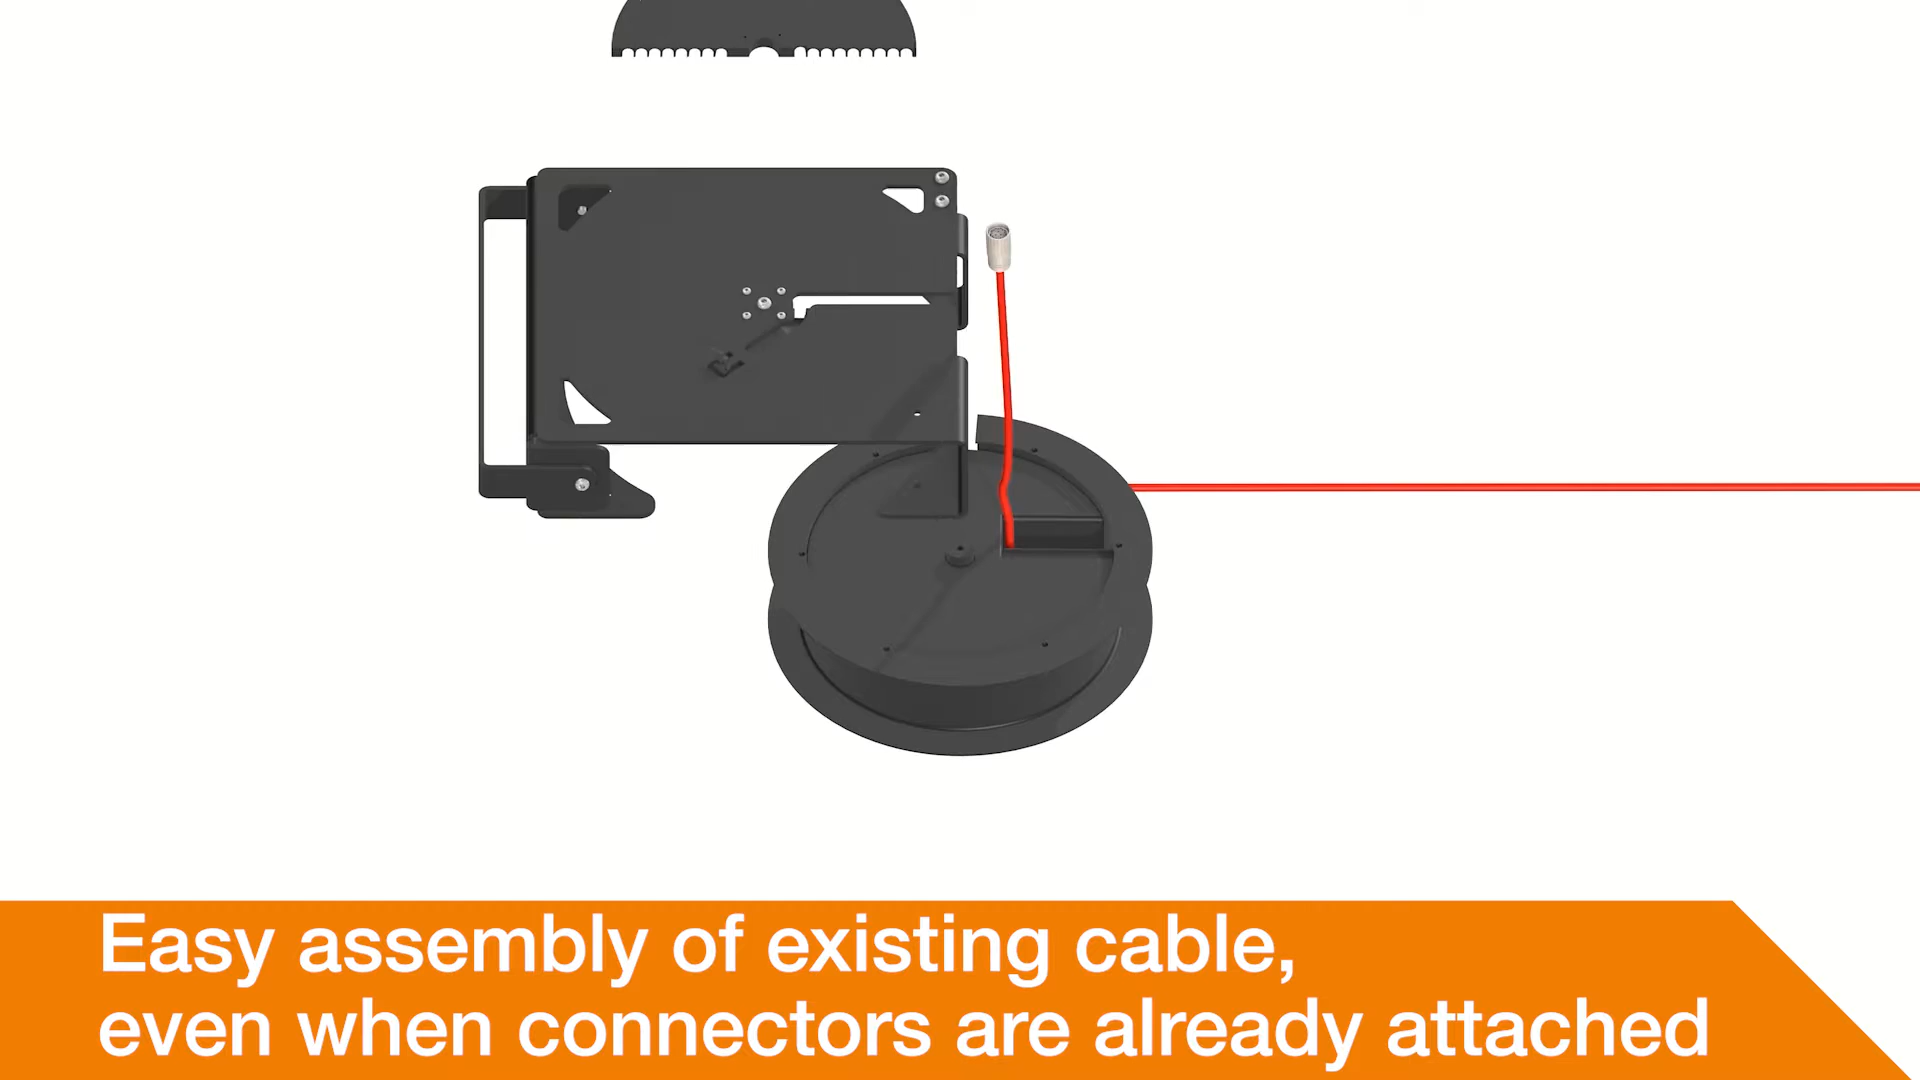 Easy assembly of existing cable,
even when connectors are already attached